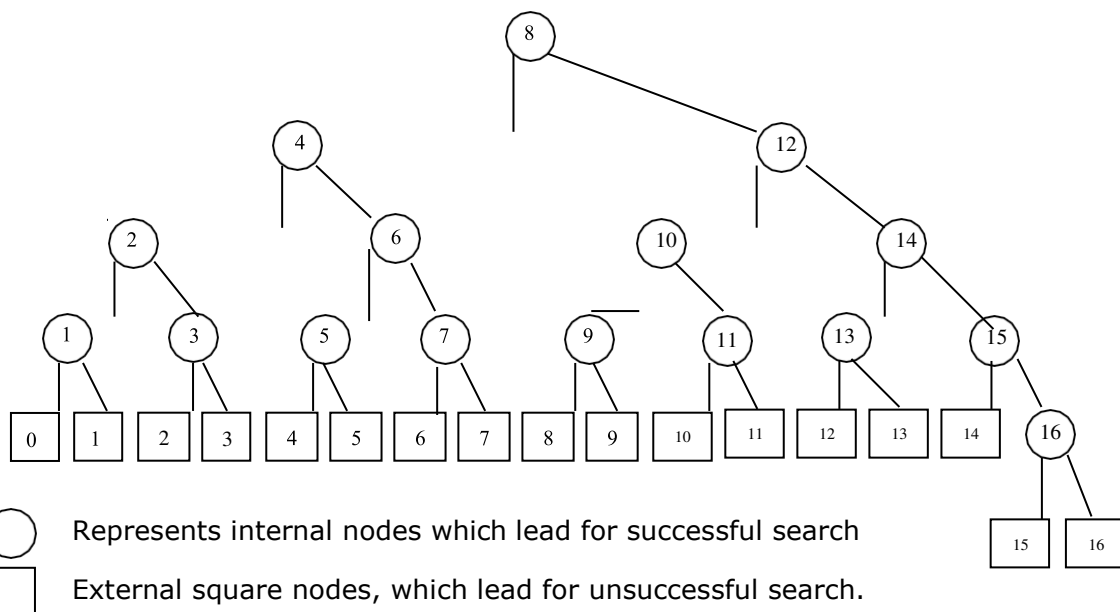 8
4 12
2 6 10 14
1 3 5 7 9 11 13 15
0 1 2 3 4 5 6 7 8 9 10 11 12 13 14 16
15 16
Represents internal nodes which lead for successful search
External square nodes, which lead for unsuccessful search.